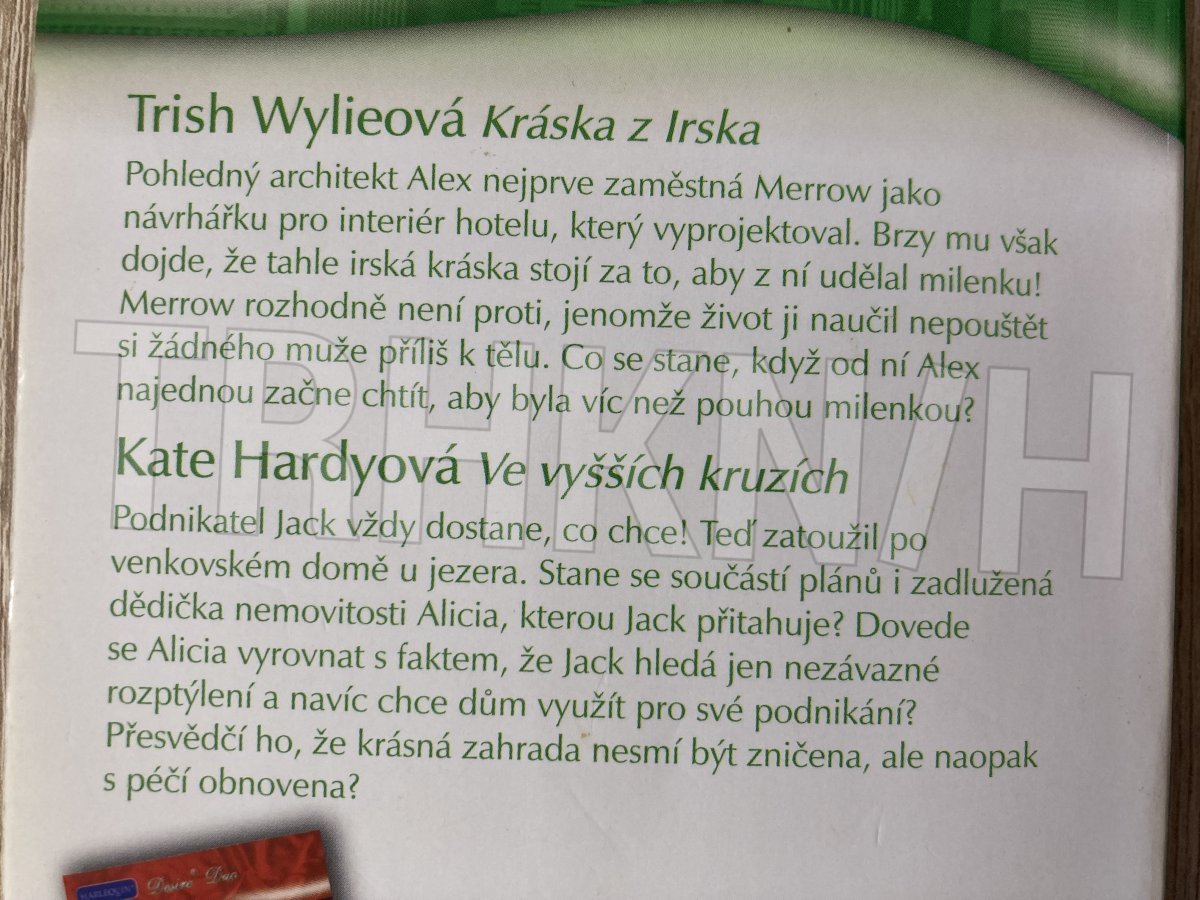 Trish Wylieová Kráska z Irska
Pohledný architekt Alex nejprve zaměstná Merrow jako
návrhářku pro interiér hotelu, který vyprojektoval. Brzy mu však
dojde, že tahle irská kráska stojí za to, aby z ní udělal milenku!
Merrow rozhodně není proti, jenomže život ji naučil nepouštět
si žádného muže příliš k tělu. Co se stane, když od ní Alex
najednou začne chtít, aby byla víc než pouhou milenkou?
Kate Hardyová Ve vyšších kruzích
Podnikatel Jack vždy dostane, co chce! Teď zatoužil po
venkovském domě u jezera. Stane se součástí plánů i zadlužená
dědička nemovitosti Alicia, kterou Jack přitahuje? Dovede
se Alicia vyrovnat s faktem, že Jack hledá jen nezávazné
rozptýlení a navíc chce dům využít pro své podnikání?
Přesvědčí ho, že krásná zahrada nesmí být zničena, ale naopak
s péčí obnovena?
HARLEQUIN® Desire® Duo
TRHKNIH